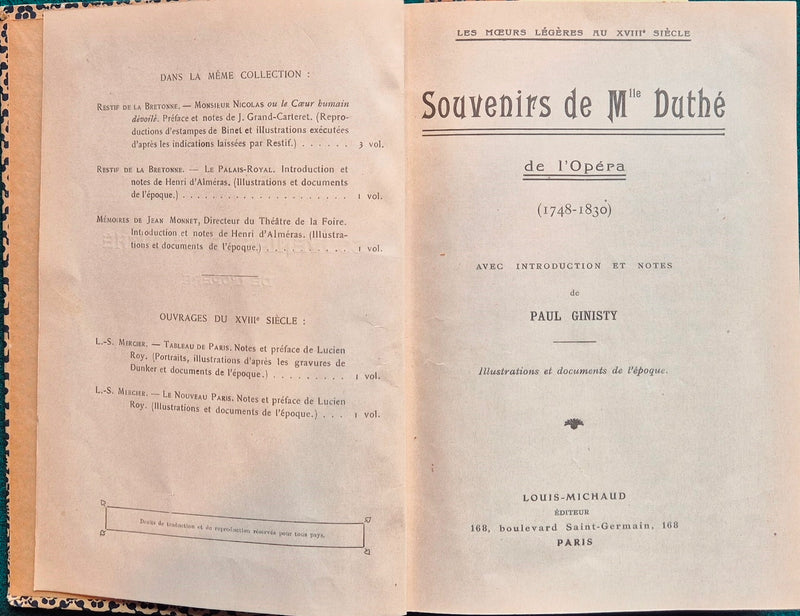 DANS LA MÊME COLLECTION :
RESTIF DE LA BRETONNE. — MONSIEUR NICOLAS ou le Cœur humain
dévoilé. Préface et notes de J. Grand-Carteret. (Repro-
ductions d'estampes de Binet et illustrations exécutées
d'après les indications laissées par Restif.) . . . . . . 3 vol.
RESTIF DE LA BRETONNE. — LE PALAIS-ROYAL. Introduction et
notes de Henri d'Alméras. (Illustrations et documents
de l'époque.) . . . . . . . . . . . . . . . . . . . . . 1 vol.
MÉMOIRES DE JEAN MONNET, Directeur du Théâtre de la Foire.
Introduction et notes de Henri d'Alméras. (Illustra-
tions et documents de l'époque.) . . . . . . . . . 1 vol.
OUVRAGES DU XVIIIe SIÈCLE :
L.-S. MERCIER. — TABLEAU DE PARIS. Notes et préface de Lucien
Roy. (Portraits, illustrations d'après les gravures de
Dunker et documents de l'époque.) . . . . . . . . . 1 vol.
L.-S. MERCIER. — LE NOUVEAU PARIS. Notes et préface de Lucien
Roy. (Illustrations et documents de l'époque.) . . . 1 vol.
Droits de traduction et de reproduction réservés pour tous pays.
LES MŒURS LÉGÈRES AU XVIIIe SIÈCLE
Souvenirs de Mlle Duthé
de l'Opéra
(1748-1830)
AVEC INTRODUCTION ET NOTES
de
PAUL GINISTY
Illustrations et documents de l'époque.
LOUIS-MICHAUD
ÉDITEUR
168, boulevard Saint-Germain, 168
PARIS